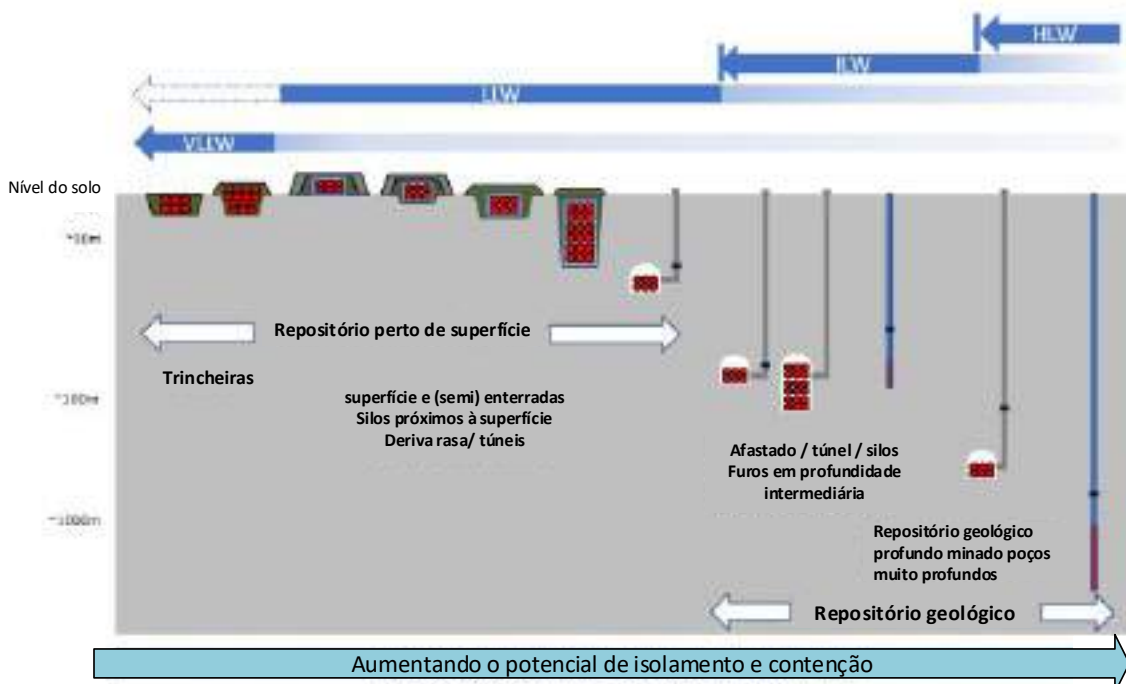 HLW
ILW
LLW
VLLW
Nível do solo
Repositório perto de superfície
Trincheiras
~100m
superfície e (semi) enterradas
Silos próximos à superfície
Deriva rasa/ túneis
Afastado / túnel / silos
Furos em profundidade
intermediária
~1000m
Repositório geológico
profundo minado poços
muito profundos
Repositório geológico
Aumentando o potencial de isolamento e contenção